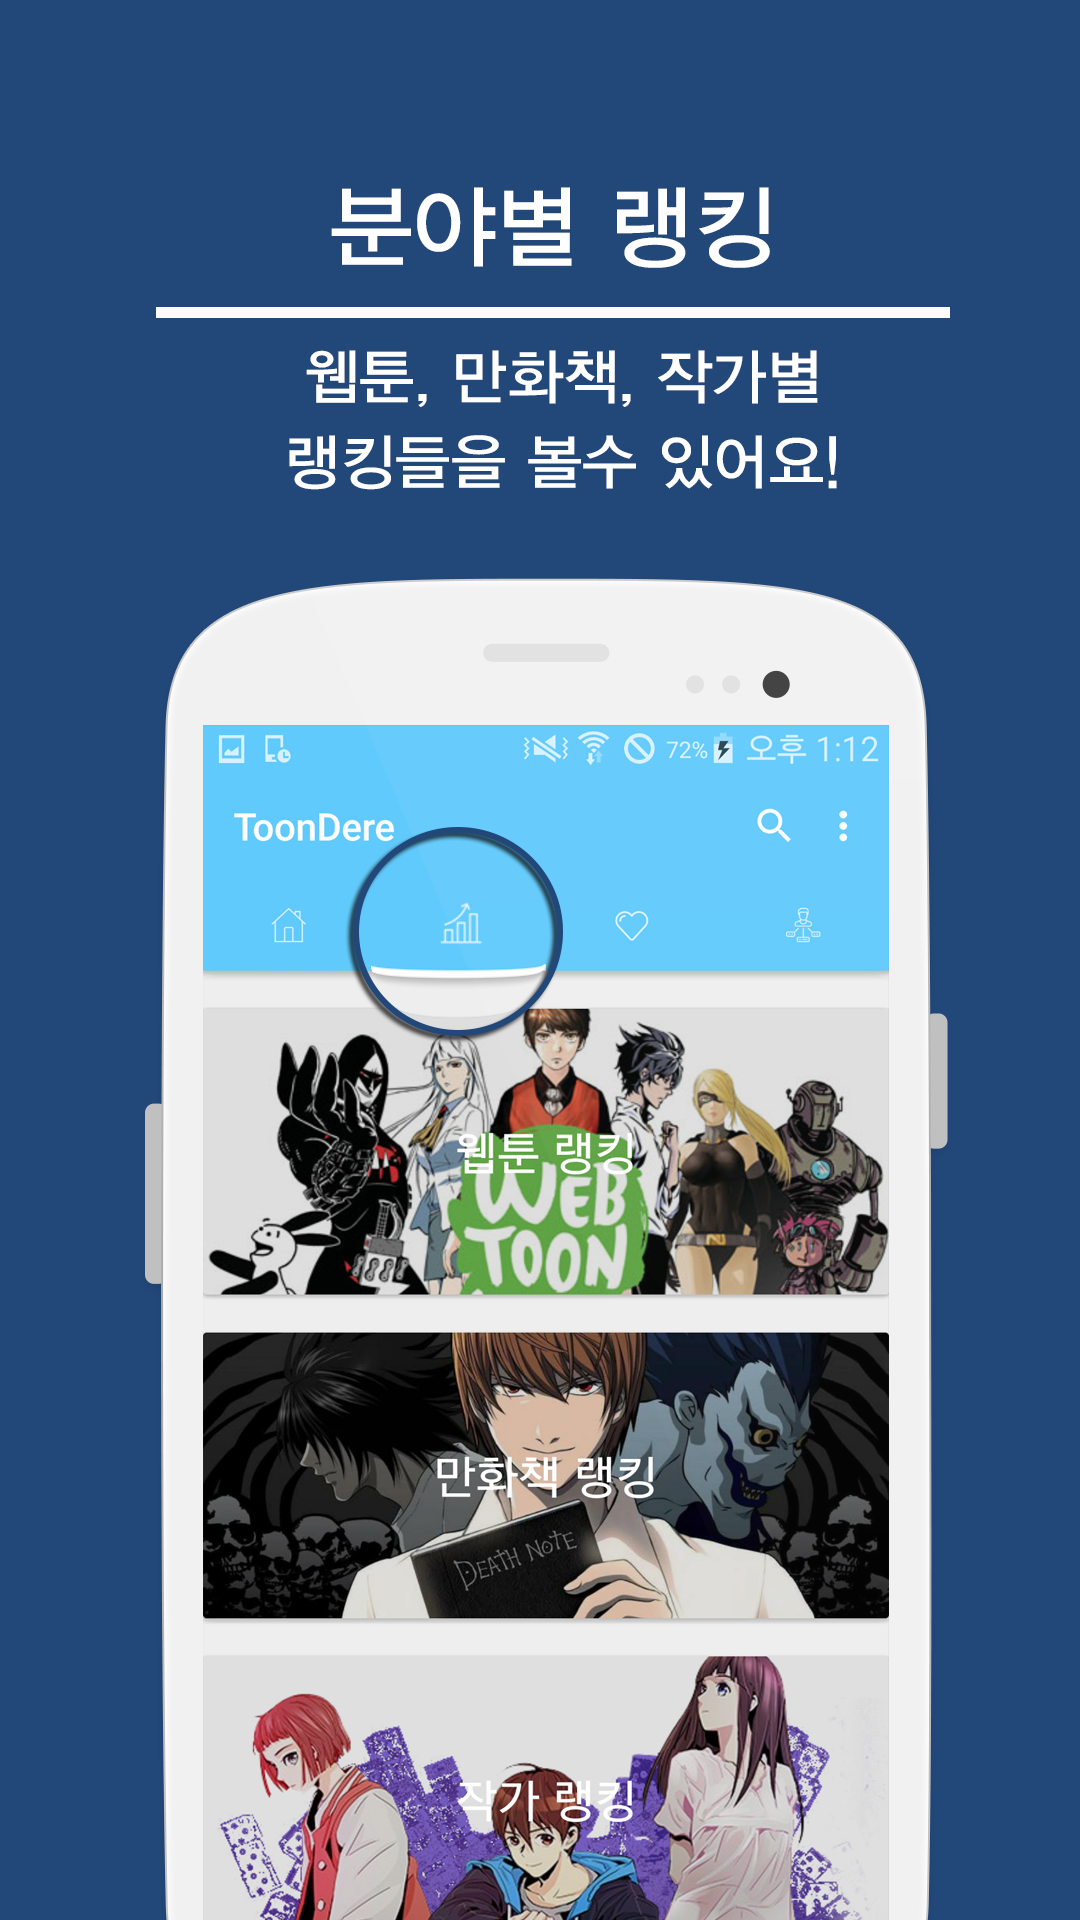 분야별 랭킹
웹툰, 만화책, 작가별
랭킹들을 볼수 있어요!
72% 오후 1:12
ToonDere
웹툰 랭킹
WEB
TOON
만화책 랭킹
DEATH NOTE
작가 랭킹